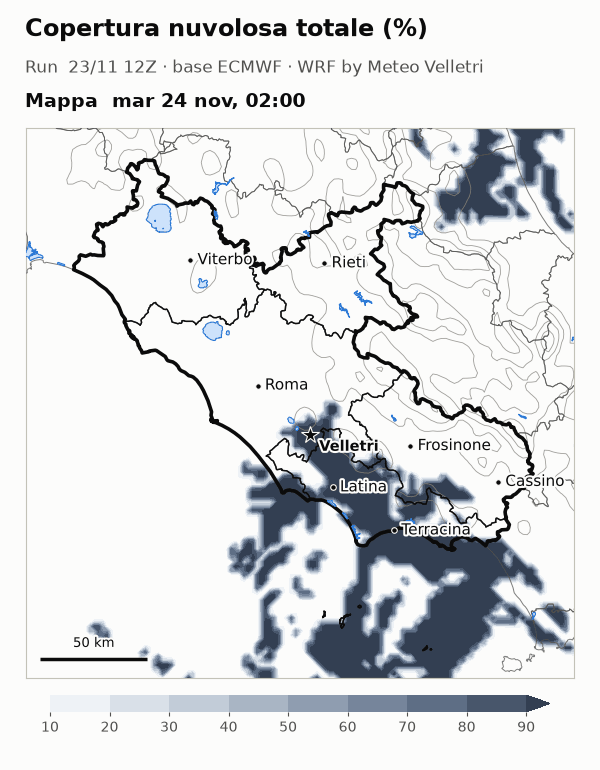 Copertura nuvolosa totale (%)
Run 23/11 12Z · base ECMWF · WRF by Meteo Velletri
Mappa mar 24 nov, 02:00
Viterbo
Rieti
Roma
Velletri
Frosinone
Cassino
Latina
Terracina
50 km
10 20 30 40 50 60 70 80 90